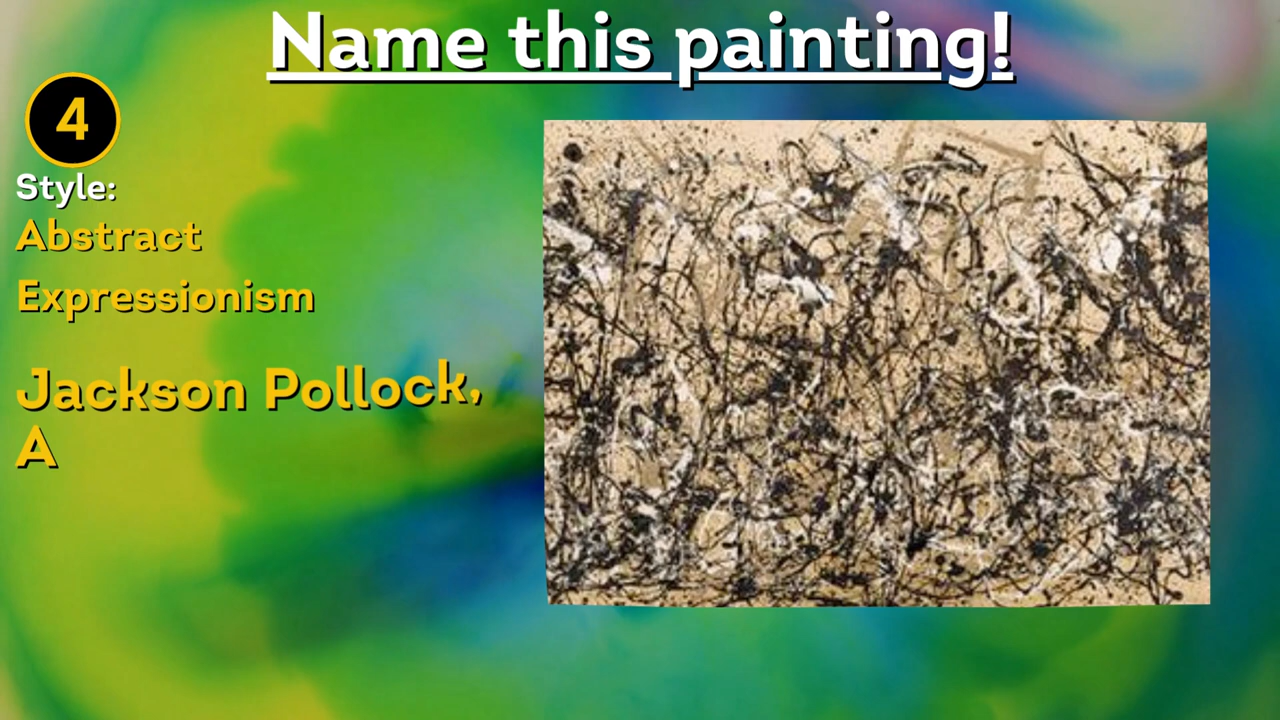 Name this painting!
4
Style:
Abstract
Expressionism
Jackson Pollock,
A